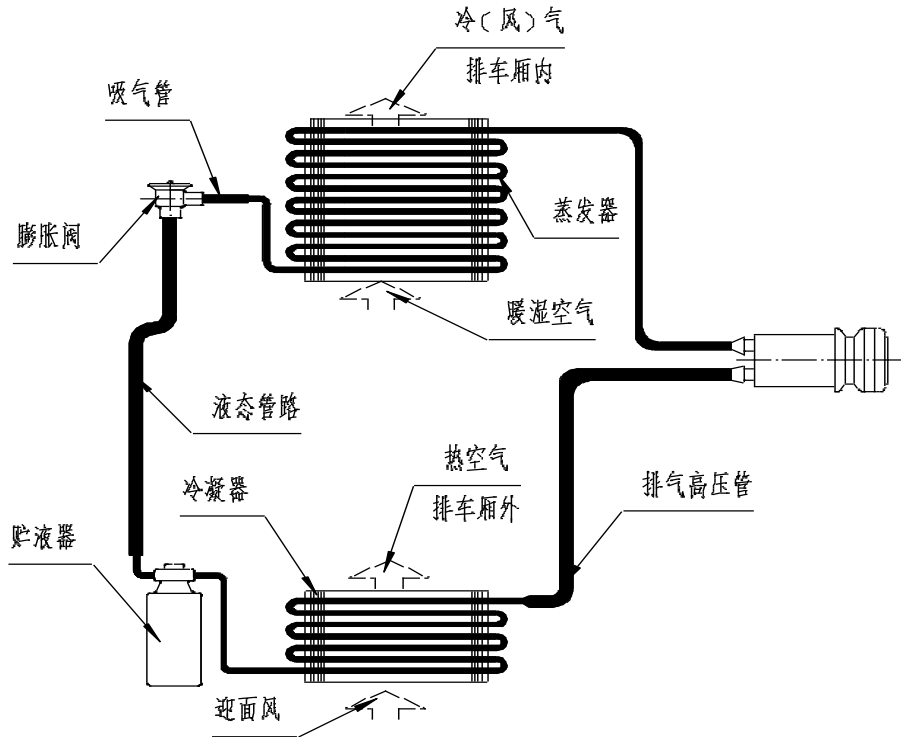 冷(风)气
排车厢内
吸气管
蒸发器
膨胀阀
暖湿空气
液态管路
热空气
排车厢外
冷凝器
排气高压管
贮液器
迎面风